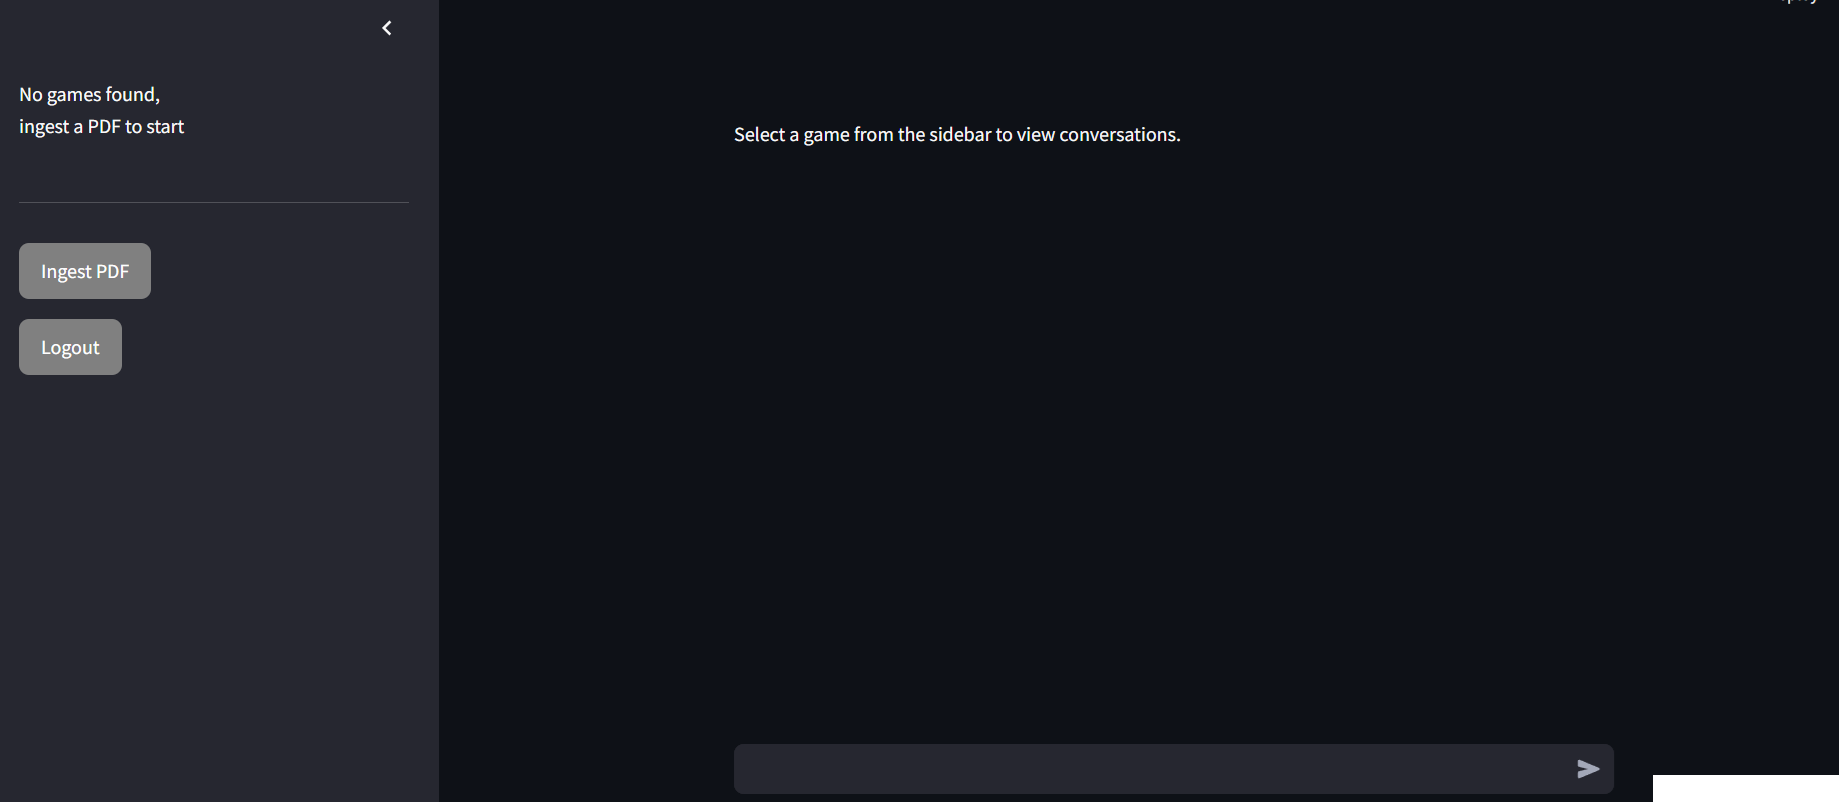 No games found,
ingest a PDF to start
Ingest PDF
Logout
Select a game from the sidebar to view conversations.